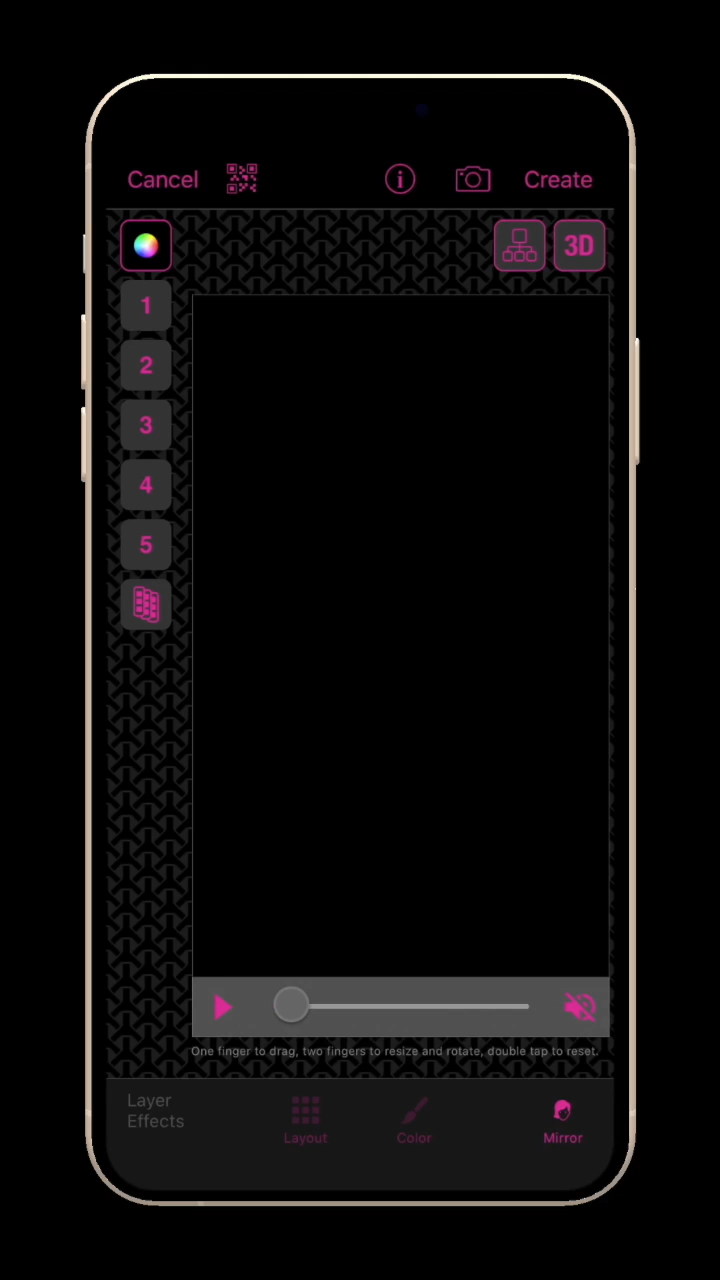 Cancel
Create
3D
1
2
3
4
5
One finger to drag, two fingers to resize and rotate, double tap to reset.
Layer
Effects
Layout
Color
Mirror